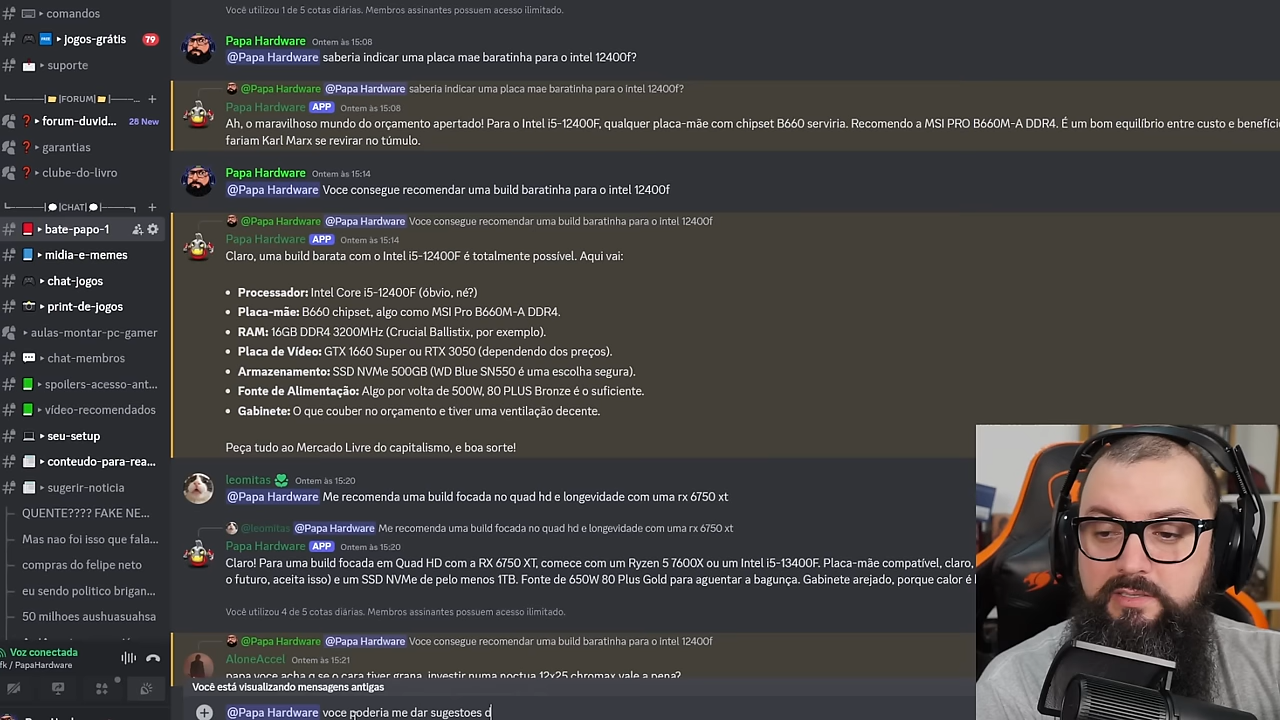 comandos
jogos-grátis 79
suporte
|FORUM|
forum-duvid... 28 New
garantias
clube-do-livro
|CHAT|
bate-papo-1
midia-e-memes
chat-jogos
print-de-jogos
aulas-montar-pc-gamer
chat-membros
spoilers-acesso-ant...
vídeo-recomendados
seu-setup
conteudo-para-rea...
sugerir-noticia
QUENTE???? FAKE NE...
Mas nao foi isso que fala...
compras do felipe neto
eu sendo politico brigan...
50 milhoes aushuasuahsa
Voz conectada
fk / PapaHardware
Você utilizou 1 de 5 cotas diárias. Membros assinantes possuem acesso ilimitado.
Papa Hardware Ontem às 15:08
@Papa Hardware saberia indicar uma placa mae baratinha para o intel 12400f?
@Papa Hardware @Papa Hardware saberia indicar uma placa mae baratinha para o intel 12400f?
Papa Hardware APP Ontem às 15:08
Ah, o maravilhoso mundo do orçamento apertado! Para o Intel i5-12400F, qualquer placa-mãe com chipset B660 serviria. Recomendo a MSI PRO B660M-A DDR4. É um bom equilíbrio entre custo e benefíci
fariam Karl Marx se revirar no túmulo.
Papa Hardware Ontem às 15:14
@Papa Hardware Voce consegue recomendar uma build baratinha para o intel 12400f
@Papa Hardware @Papa Hardware Voce consegue recomendar uma build baratinha para o intel 12400f
Papa Hardware APP Ontem às 15:14
Claro, uma build barata com o Intel i5-12400F é totalmente possível. Aqui vai:
• Processador: Intel Core i5-12400F (óbvio, né?)
• Placa-mãe: B660 chipset, algo como MSI Pro B660M-A DDR4.
• RAM: 16GB DDR4 3200MHz (Crucial Ballistix, por exemplo).
• Placa de Vídeo: GTX 1660 Super ou RTX 3050 (dependendo dos preços).
• Armazenamento: SSD NVMe 500GB (WD Blue SN550 é uma escolha segura).
• Fonte de Alimentação: Algo por volta de 500W, 80 PLUS Bronze é o suficiente.
• Gabinete: O que couber no orçamento e tiver uma ventilação decente.
Peça tudo ao Mercado Livre do capitalismo, e boa sorte!
leomitas Ontem às 15:20
@Papa Hardware Me recomenda uma build focada no quad hd e longevidade com uma rx 6750 xt
@leomitas @Papa Hardware Me recomenda uma build focada no quad hd e longevidade com uma rx 6750 xt
Papa Hardware APP Ontem às 15:20
Claro! Para uma build focada em Quad HD com a RX 6750 XT, comece com um Ryzen 5 7600X ou um Intel i5-13400F. Placa-mãe compatível, claro,
o futuro, aceita isso) e um SSD NVMe de pelo menos 1TB. Fonte de 650W 80 Plus Gold para aguentar a bagunça. Gabinete arejado, porque calor é
Você utilizou 4 de 5 cotas diárias. Membros assinantes possuem acesso ilimitado.
@Papa Hardware @Papa Hardware Voce consegue recomendar uma build baratinha para o intel 12400f
AloneAccel Ontem às 15:21
papa voce acha q se o cara tiver grana, investir numa noctua 12x25 chromax vale a pena?
Você está visualizando mensagens antigas
@Papa Hardware voce poderia me dar sugestoes d